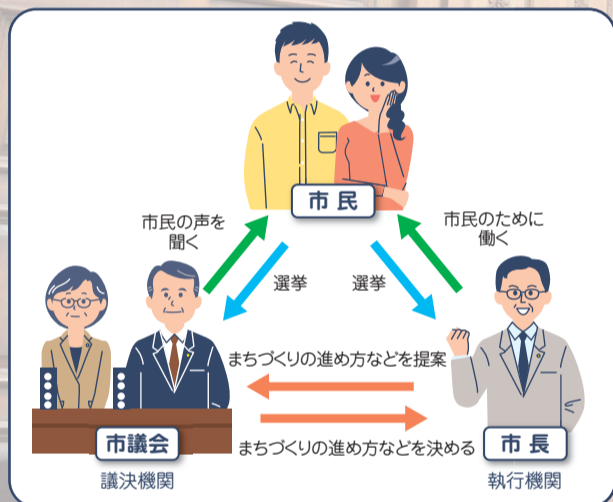 市民
市民の声を
聞く
市民のために
働く
選挙
選挙
まちづくりの進め方などを提案
まちづくりの進め方などを決める
市議会
市長
議決機関
執行機関